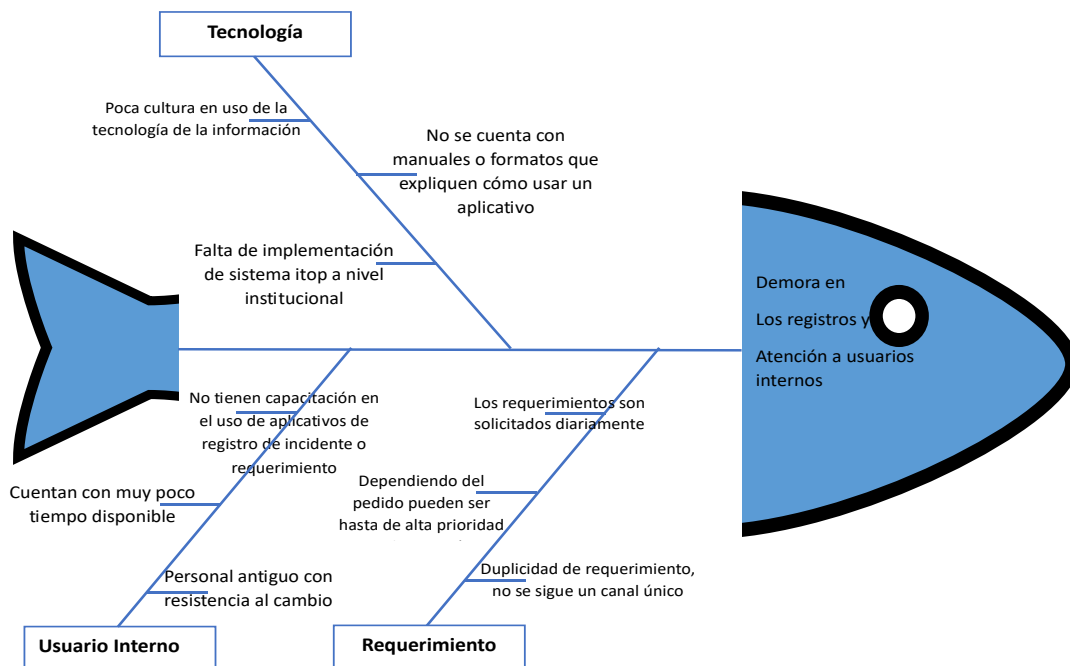 Tecnología
Poca cultura en uso de la
tecnología de la información
No se cuenta con
manuales o formatos que
expliquen cómo usar un
aplicativo
Falta de implementación
de sistema itop a nivel
institucional
Demora en
Los registros y
Atención a usuarios
internos
No tienen capacitación en
el uso de aplicativos de
registro de incidente o
requerimiento
Los requerimientos son
solicitados diariamente
Cuentan con muy poco
tiempo disponible
Dependiendo del
pedido pueden ser
hasta de alta prioridad
Personal antiguo con
resistencia al cambio
Duplicidad de requerimiento,
no se sigue un canal único
Usuario Interno
Requerimiento